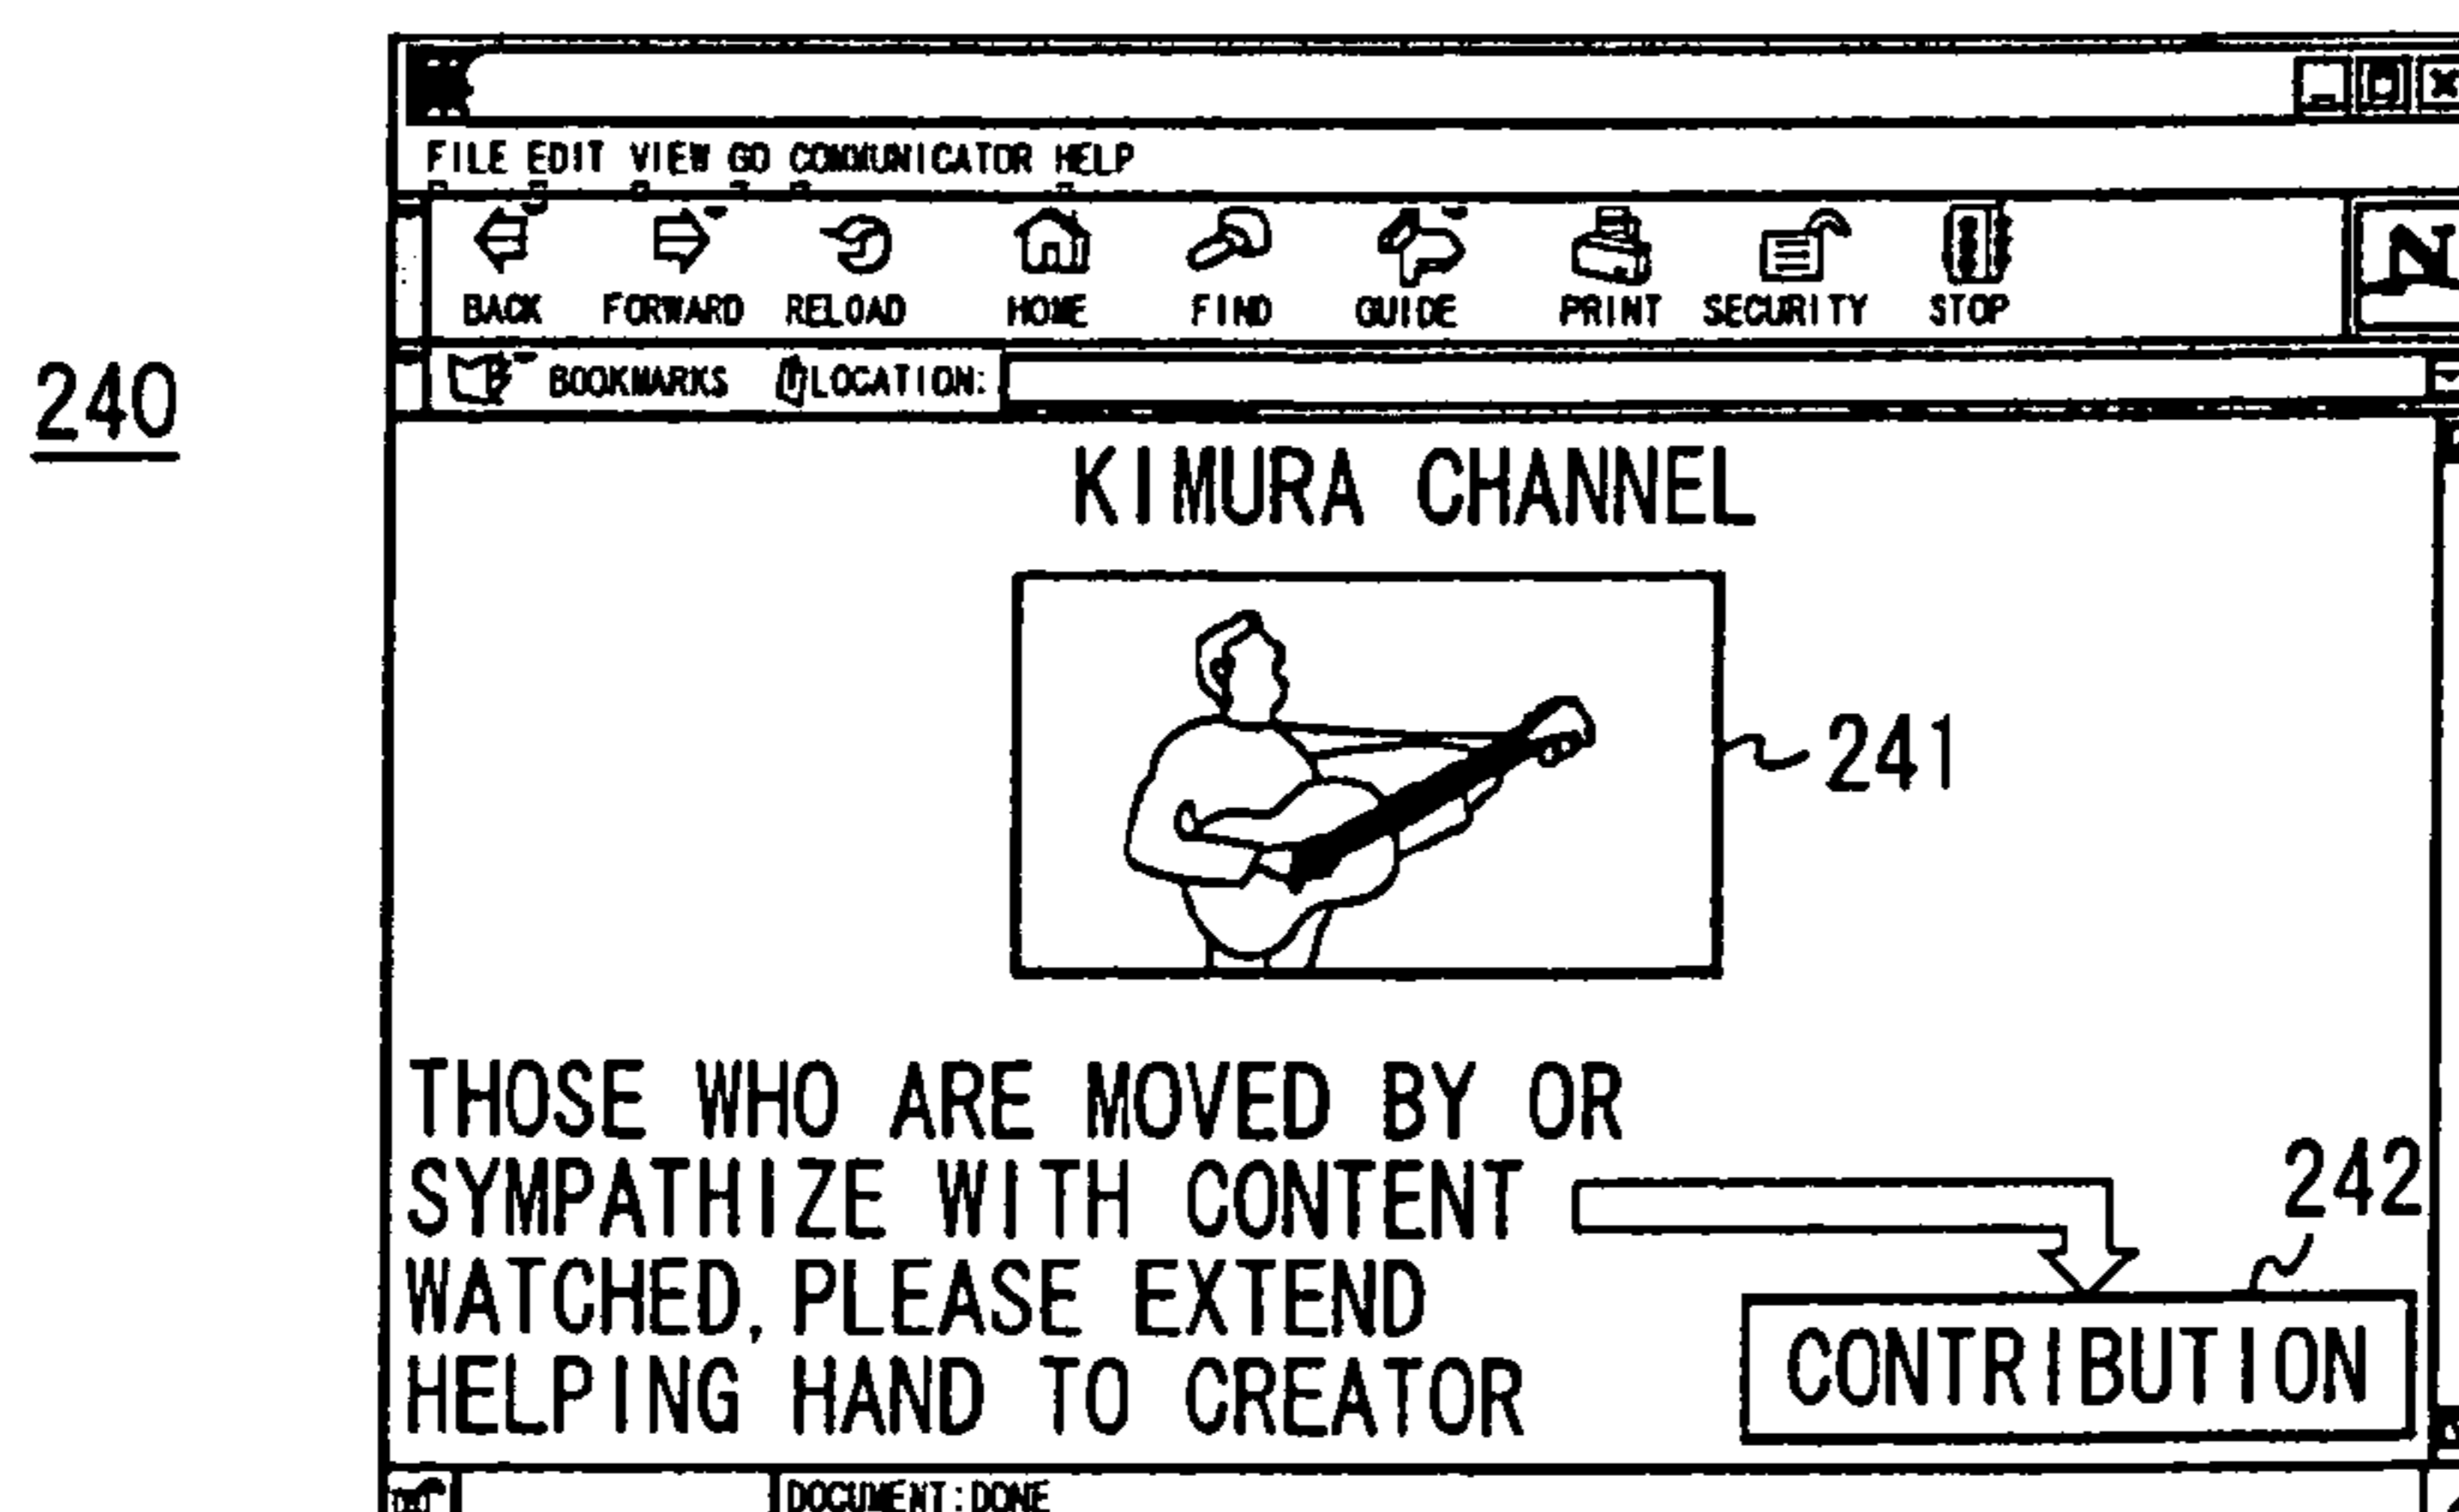 FILE EDIT VIEW GO COMMUNICATOR HELP
N
BACK FORWARD RELOAD HOME FIND GUIDE PRINT SECURITY STOP
240
BOOKMARKS LOCATION:
KIMURA CHANNEL
241
THOSE WHO ARE MOVED BY OR
SYMPATHIZE WITH CONTENT
242
WATCHED, PLEASE EXTEND
HELPING HAND TO CREATOR
CONTRIBUTION
DOCUMENT:DONE